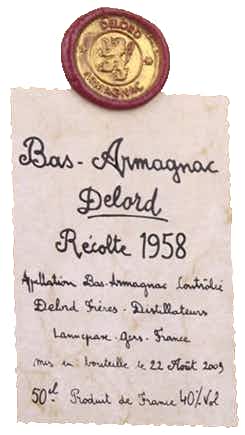 DELORD
ARMAGNAC
Bas-Armagnac
Delord
Récolte 1958
Appellation Bas-Armagnac Contrôlée
Delord Frères - Distillateurs
Lannepax - Gers - France
mis en bouteille le 22 Août 2009
50cl Produit de France 40% Vol